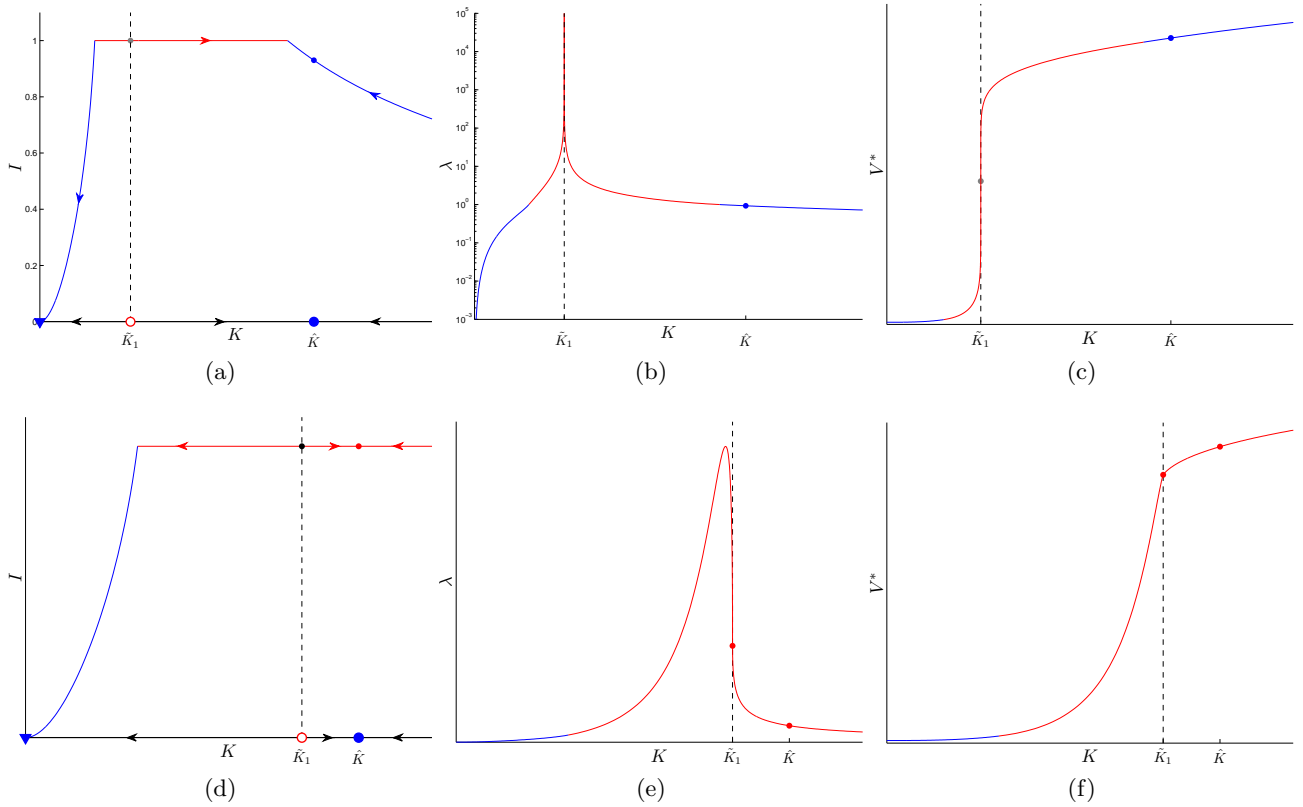 1
0.8
I
0.6
0.4
0.2
0
K̃₁
K
K̂
(a)
10⁵
10⁴
10³
10²
λ
10¹
10⁰
10⁻¹
10⁻²
10⁻³
K̃₁
K
K̂
(b)
V*
K̃₁
K
K̂
(c)
I
K
K̃₁
K̂
(d)
λ
K
K̃₁
K̂
(e)
V*
K
K̃₁
K̂
(f)